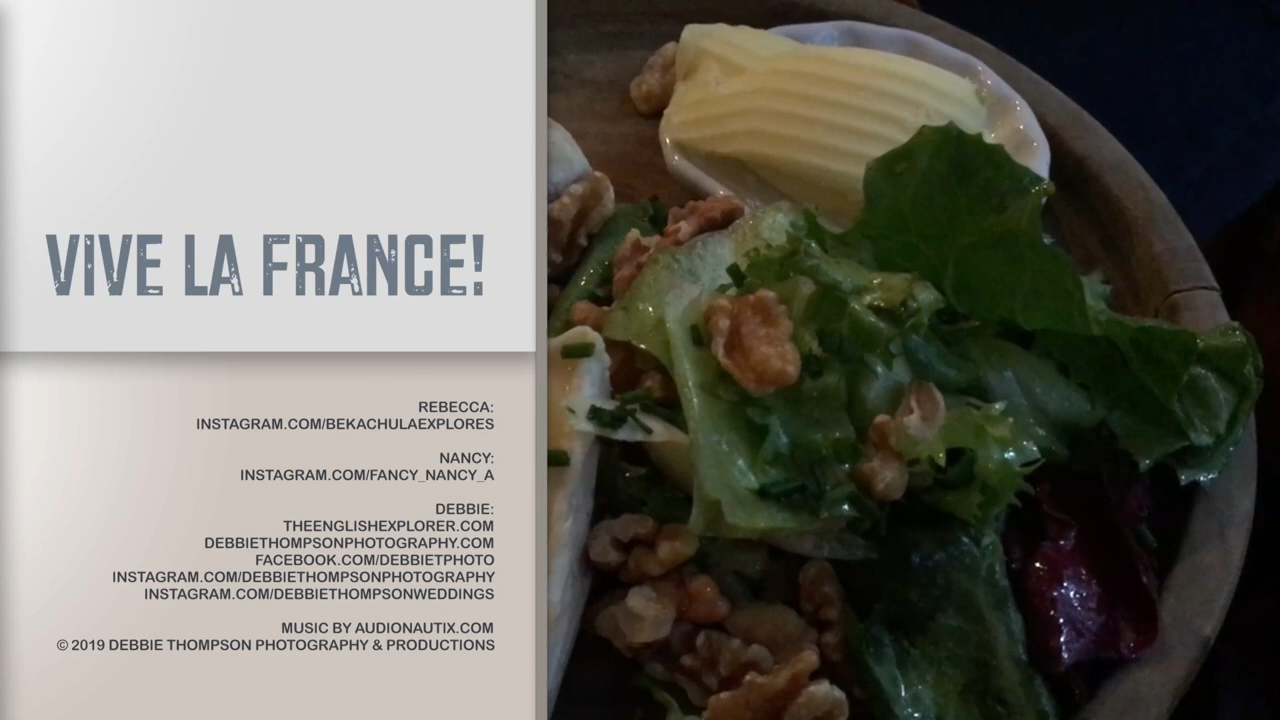 VIVE LA FRANCE!
REBECCA:
INSTAGRAM.COM/BEKACHULAEXPLORES
NANCY:
INSTAGRAM.COM/FANCY_NANCY_A
DEBBIE:
THEENGLISHEXPLORER.COM
DEBBIETHOMPSONPHOTOGRAPHY.COM
FACEBOOK.COM/DEBBIETPHOTO
INSTAGRAM.COM/DEBBIETHOMPSONPHOTOGRAPHY
INSTAGRAM.COM/DEBBIETHOMPSONWEDDINGS
MUSIC BY AUDIONAUTIX.COM
© 2019 DEBBIE THOMPSON PHOTOGRAPHY & PRODUCTIONS